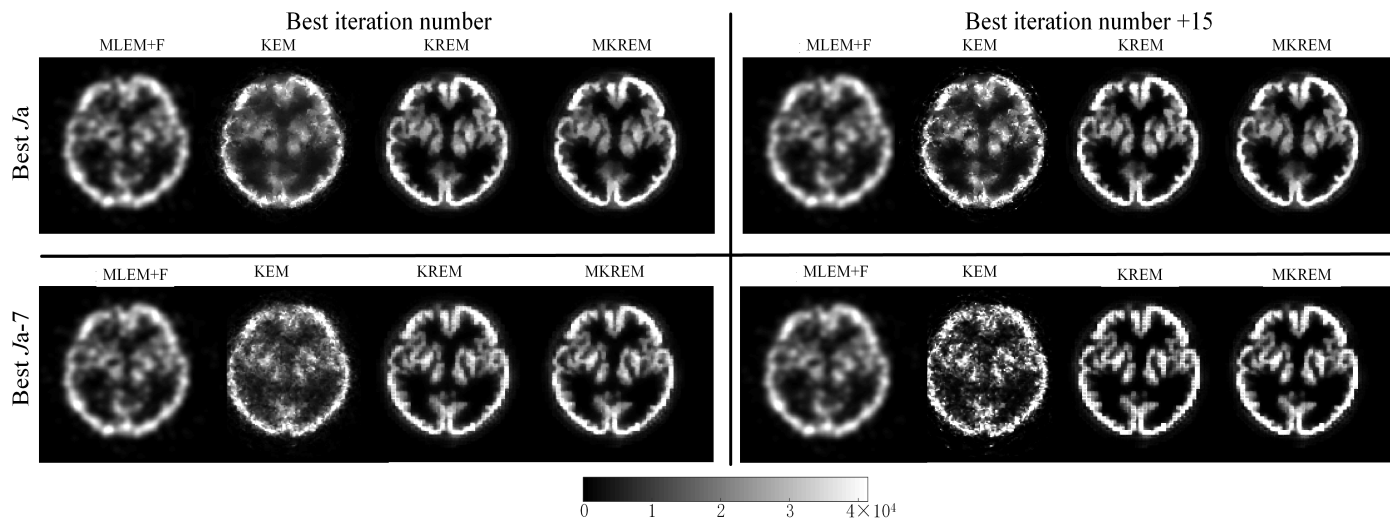 Best iteration number
Best iteration number +15
MLEM+F KEM KREM MKREM
MLEM+F KEM KREM MKREM
Best Ja
MLEM+F KEM KREM MKREM
MLEM+F KEM KREM MKREM
Best Ja-7
0 1 2 3 4×10⁴